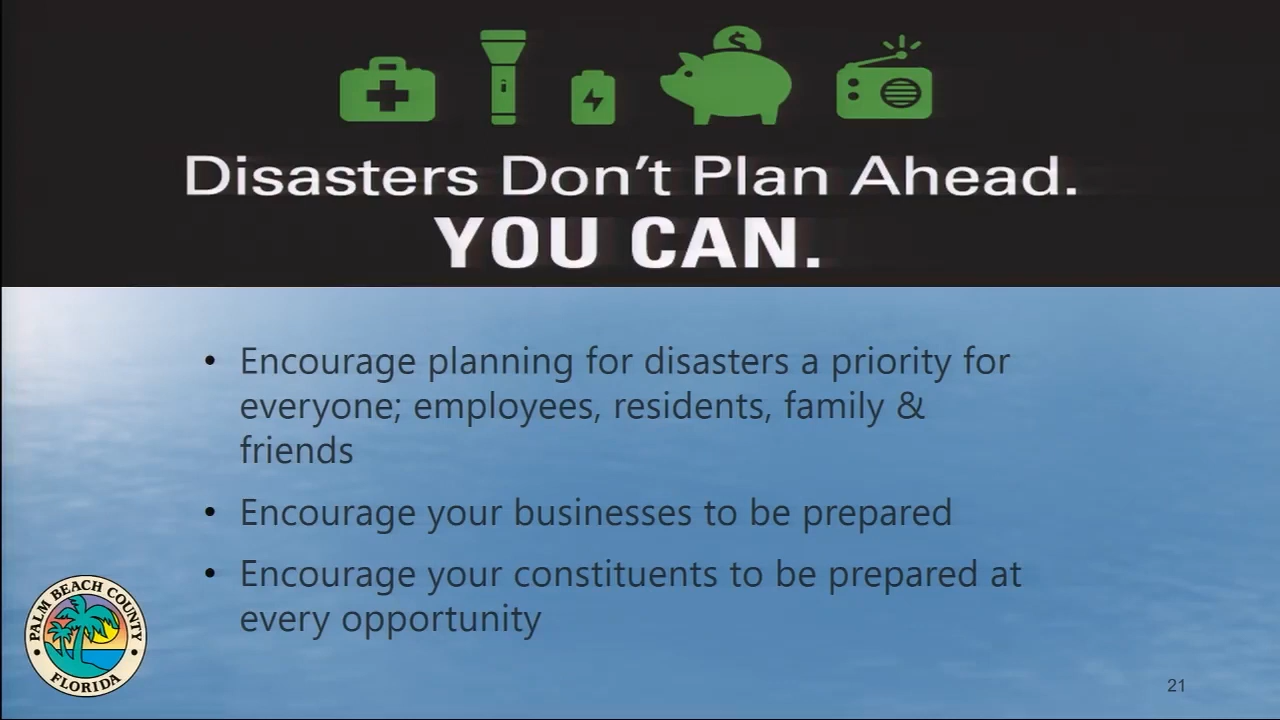 Disasters Don't Plan Ahead.
YOU CAN.
• Encourage planning for disasters a priority for
everyone; employees, residents, family &
friends
• Encourage your businesses to be prepared
• Encourage your constituents to be prepared at
every opportunity
PALM BEACH COUNTY
FLORIDA
21